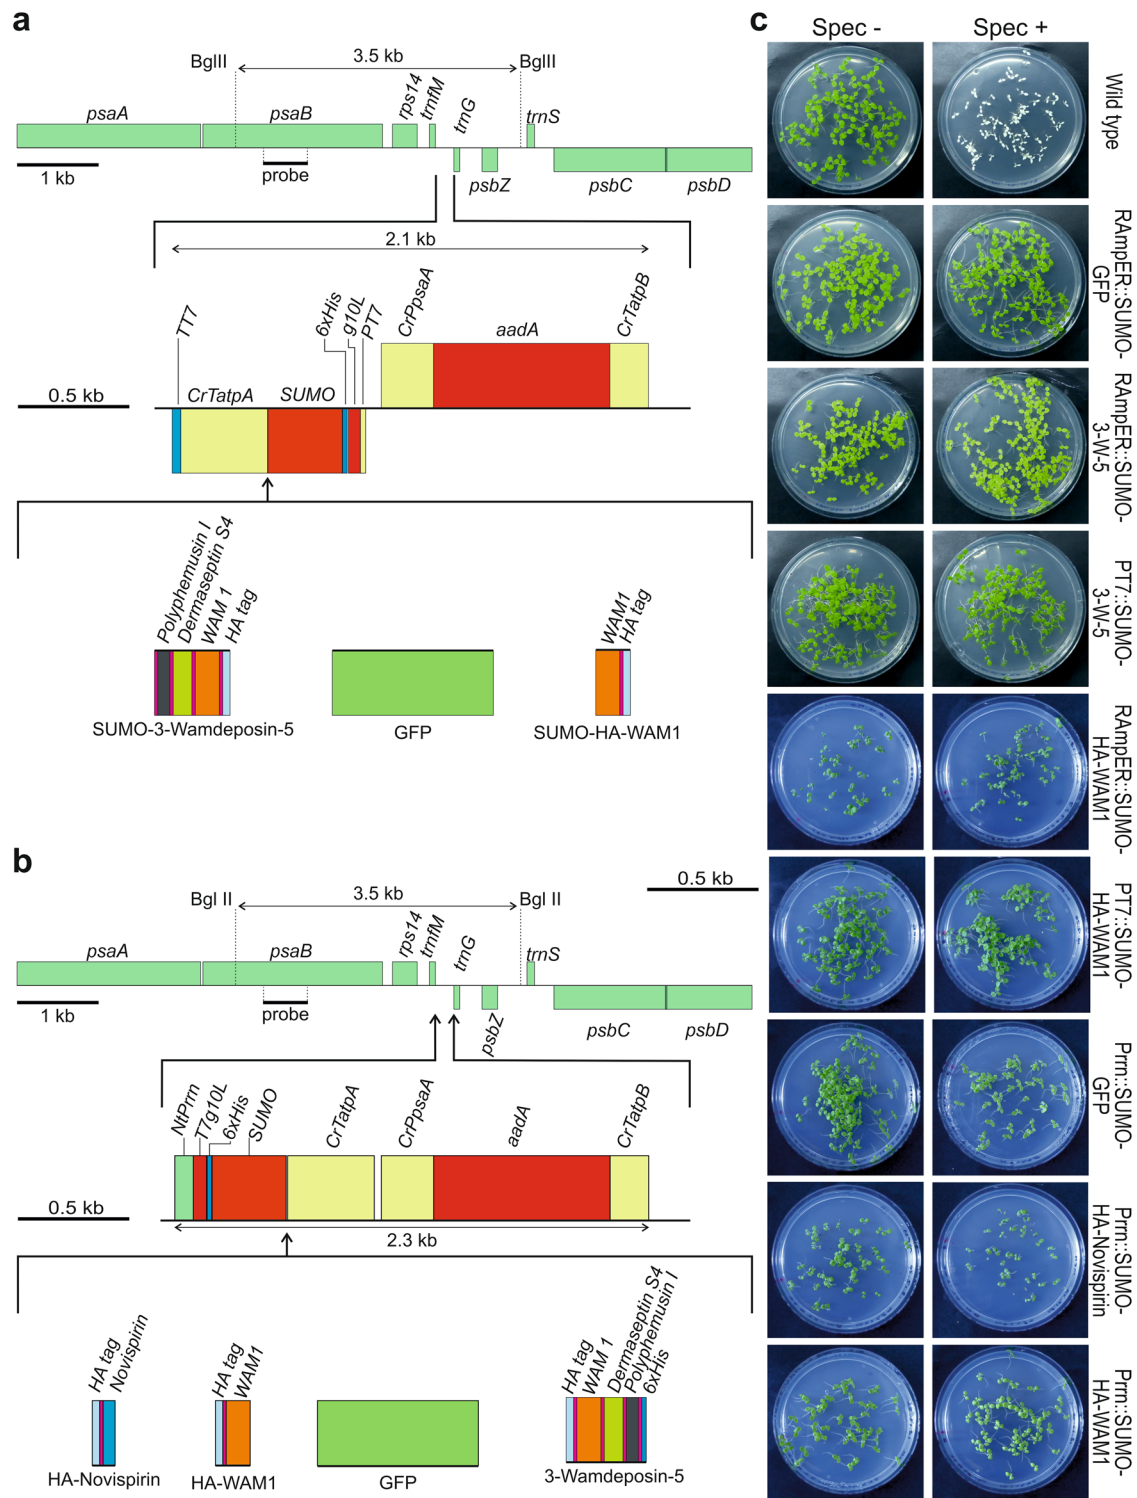 a
BglII
3.5 kb
BglII
psaA
psaB
rps14
trnfM
trnG
trnS
1 kb
probe
psbZ
psbC
psbD
2.1 kb
TT7
6xHis
g10L
PT7
CrPpsaA
aadA
CrTatpB
0.5 kb
CrTatpA
SUMO
Polyphemusin I
Dermaseptin S4
WAM 1
HA tag
WAM1
HA tag
SUMO-3-Wamdeposin-5
GFP
SUMO-HA-WAM1
b
0.5 kb
Bgl II
3.5 kb
Bgl II
psaA
psaB
rps14
trnfM
trnG
trnS
1 kb
probe
psbZ
psbC
psbD
NtPrrn
T7g10L
6xHis
SUMO
CrTatpA
CrPpsaA
aadA
CrTatpB
0.5 kb
2.3 kb
HA tag
Novispirin
HA tag
WAM1
HA tag
WAM 1
Dermaseptin S4
Polyphemusin I
6xHis
HA-Novispirin
HA-WAM1
GFP
3-Wamdeposin-5
c
Spec -
Spec +
Wild type
RAmpER::SUMO-
GFP
RAmpER::SUMO-
3-W-5
PT7::SUMO-
3-W-5
RAmpER::SUMO-
HA-WAM1
PT7::SUMO-
HA-WAM1
Prrn::SUMO-
GFP
Prrn::SUMO-
HA-Novispirin
Prrn::SUMO-
HA-WAM1